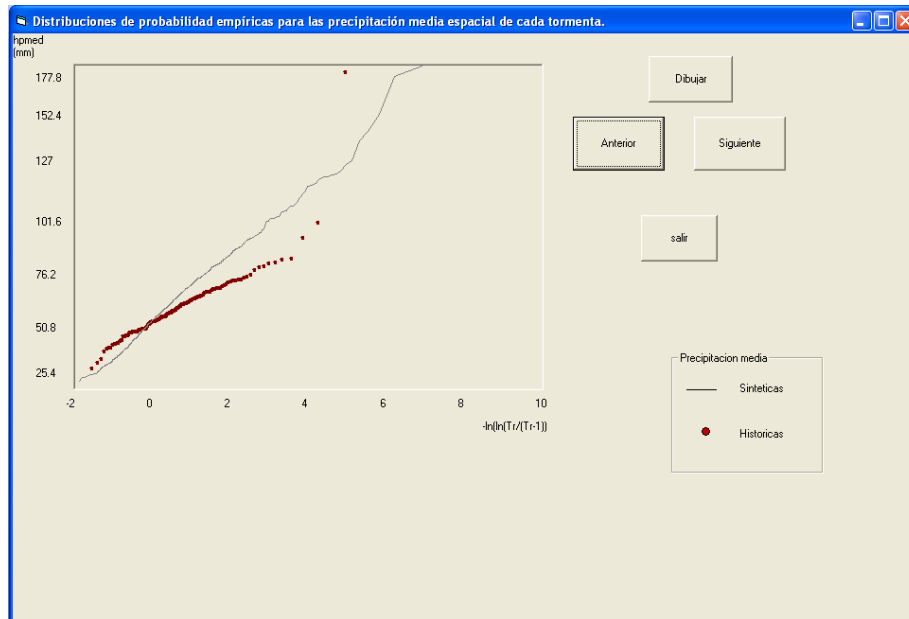 Distribuciones de probabilidad empíricas para las precipitación media espacial de cada tormenta.
hpmed
(mm)
177.8
152.4
127
101.6
76.2
50.8
25.4
-2 0 2 4 6 8 10
-ln(ln(Tr/(Tr-1))
Dibujar
Anterior
Siguiente
salir
Precipitacion media
Sinteticas
Historicas